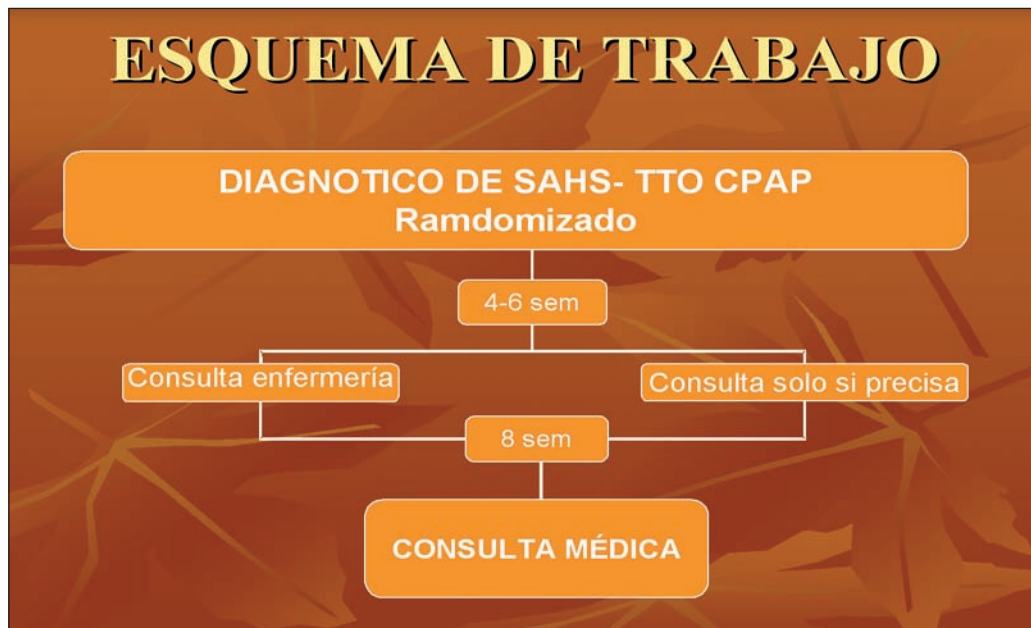 ESQUEMA DE TRABAJO
DIAGNOTICO DE SAHS- TTO CPAP
Ramdomizado
4-6 sem
Consulta enfermería
Consulta solo si precisa
8 sem
CONSULTA MÉDICA